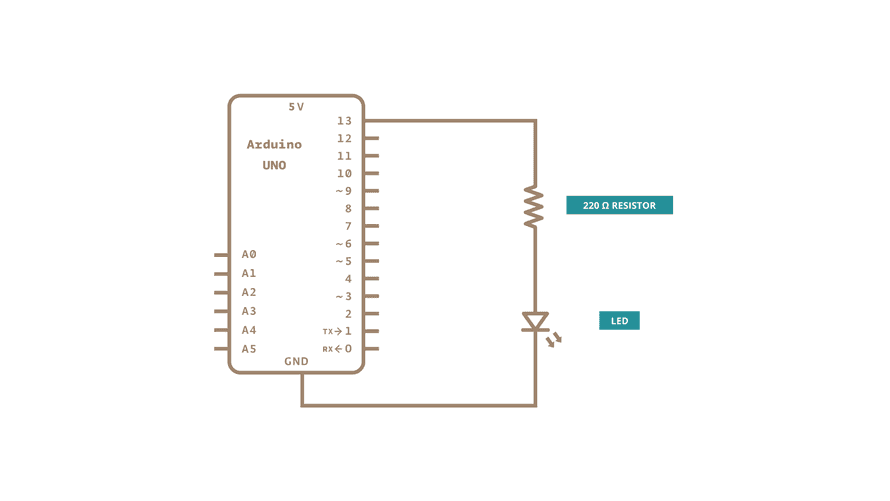 5V
Arduino
UNO
13
12
11
10
~9
8
7
~6
~5
4
~3
2
TX→1
RX←0
A0
A1
A2
A3
A4
A5
GND
220 Ω RESISTOR
LED